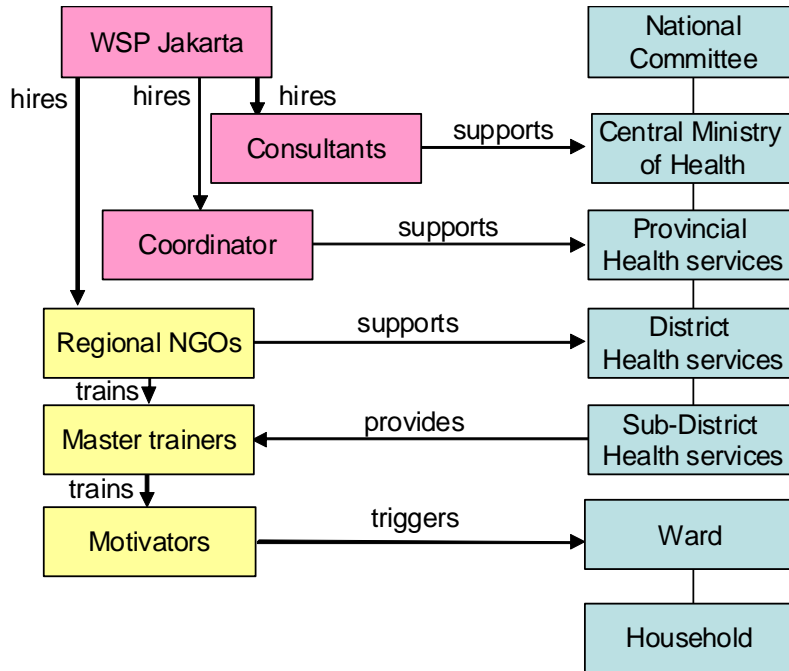 WSP Jakarta
National
Committee
hires
hires
hires
Consultants
supports
Central Ministry
of Health
Coordinator
supports
Provincial
Health services
Regional NGOs
supports
District
Health services
trains
Master trainers
provides
Sub-District
Health services
trains
Motivators
triggers
Ward
Household